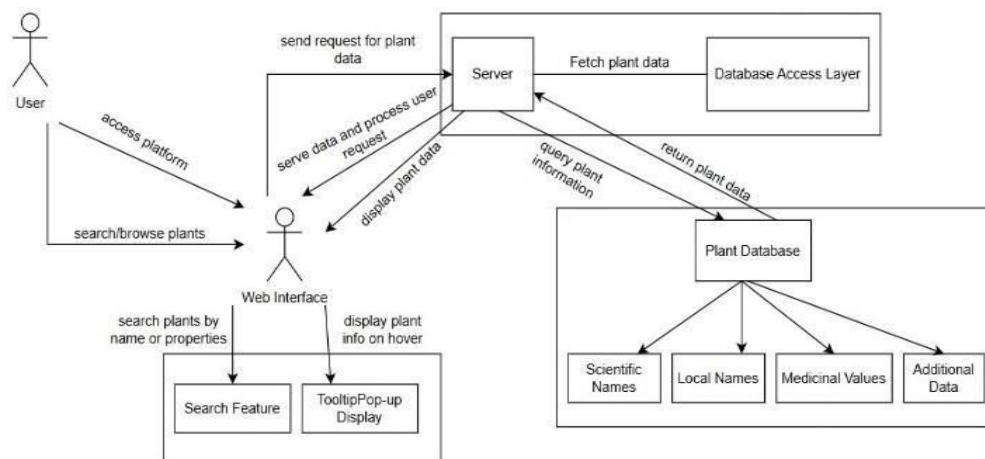 User
access platform
search/browse plants
send request for plant
data
Server
Fetch plant data
Database Access Layer
serve data and process user
request
display plant data
query plant
information
return plant data
Web Interface
Plant Database
search plants by
name or properties
display plant
info on hover
Search Feature
TooltipPop-up
Display
Scientific
Names
Local Names
Medicinal Values
Additional
Data